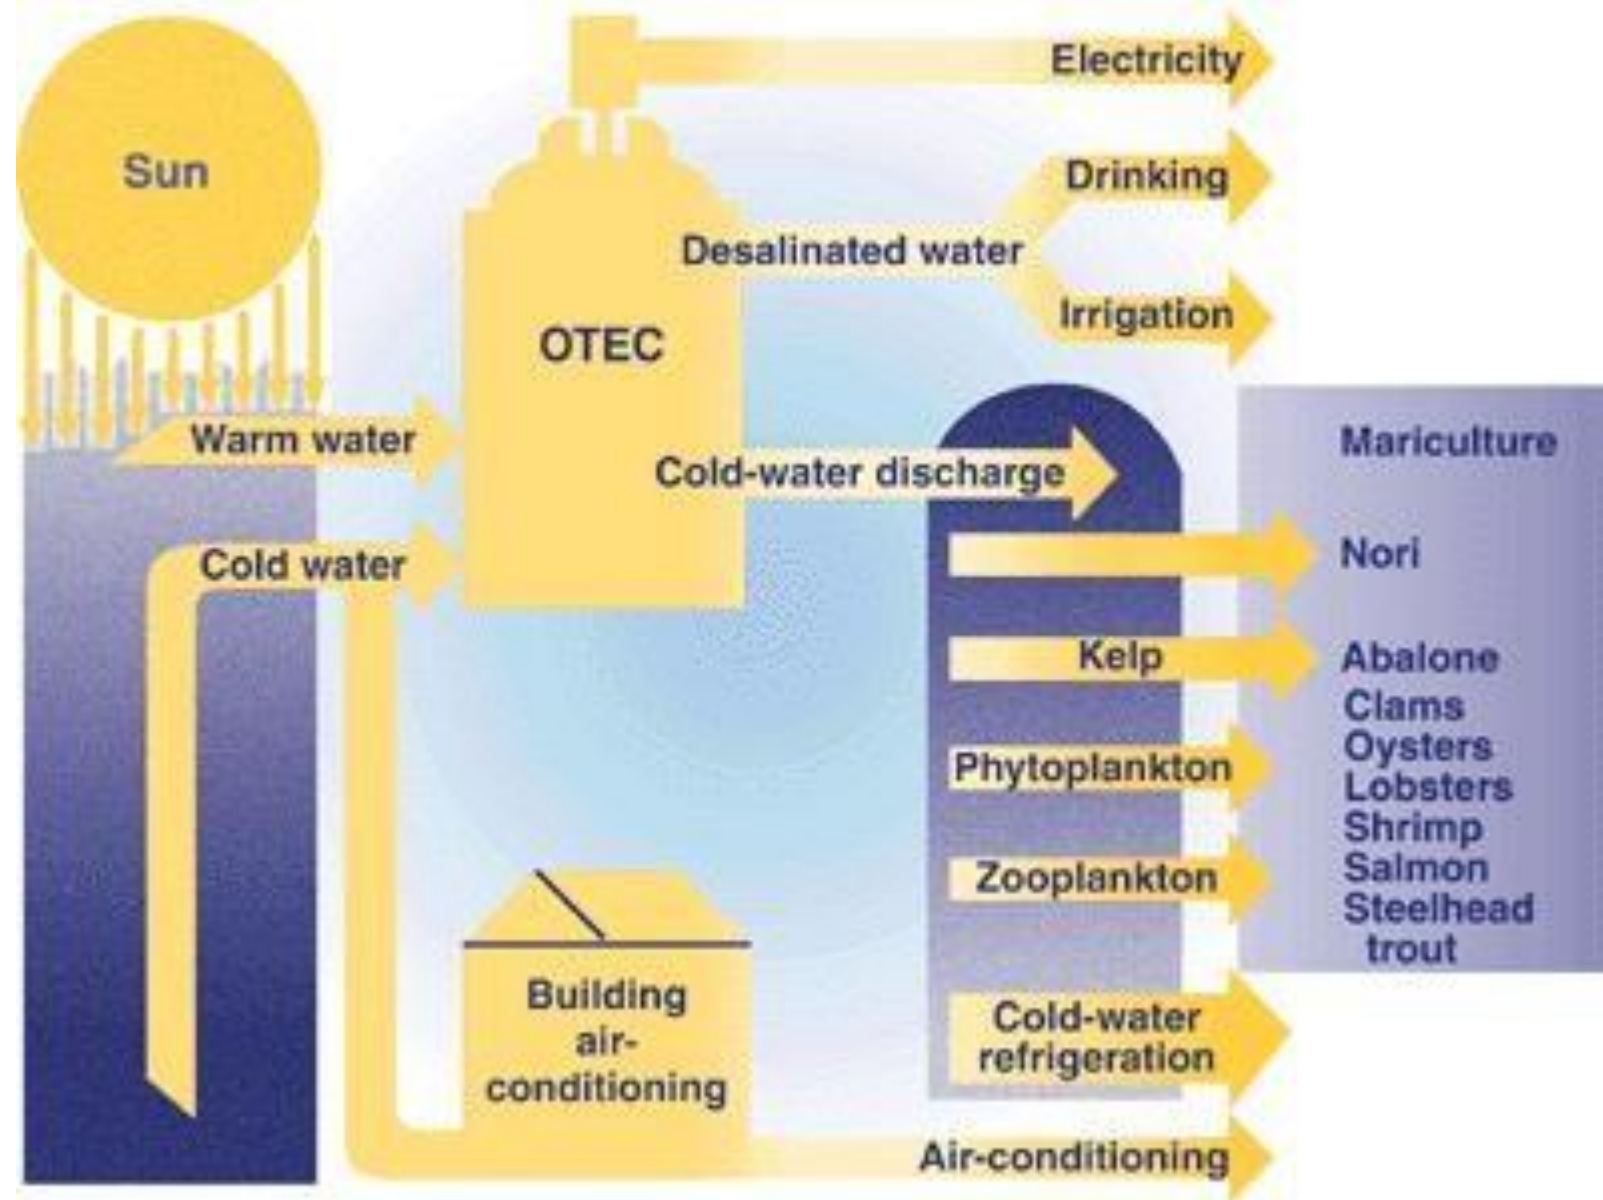 Sun
Warm water
Cold water
OTEC
Electricity
Desalinated water
Drinking
Irrigation
Cold-water discharge
Mariculture
Nori
Kelp
Abalone
Clams
Oysters
Lobsters
Shrimp
Salmon
Steelhead
trout
Phytoplankton
Zooplankton
Cold-water
refrigeration
Building
air-
conditioning
Air-conditioning